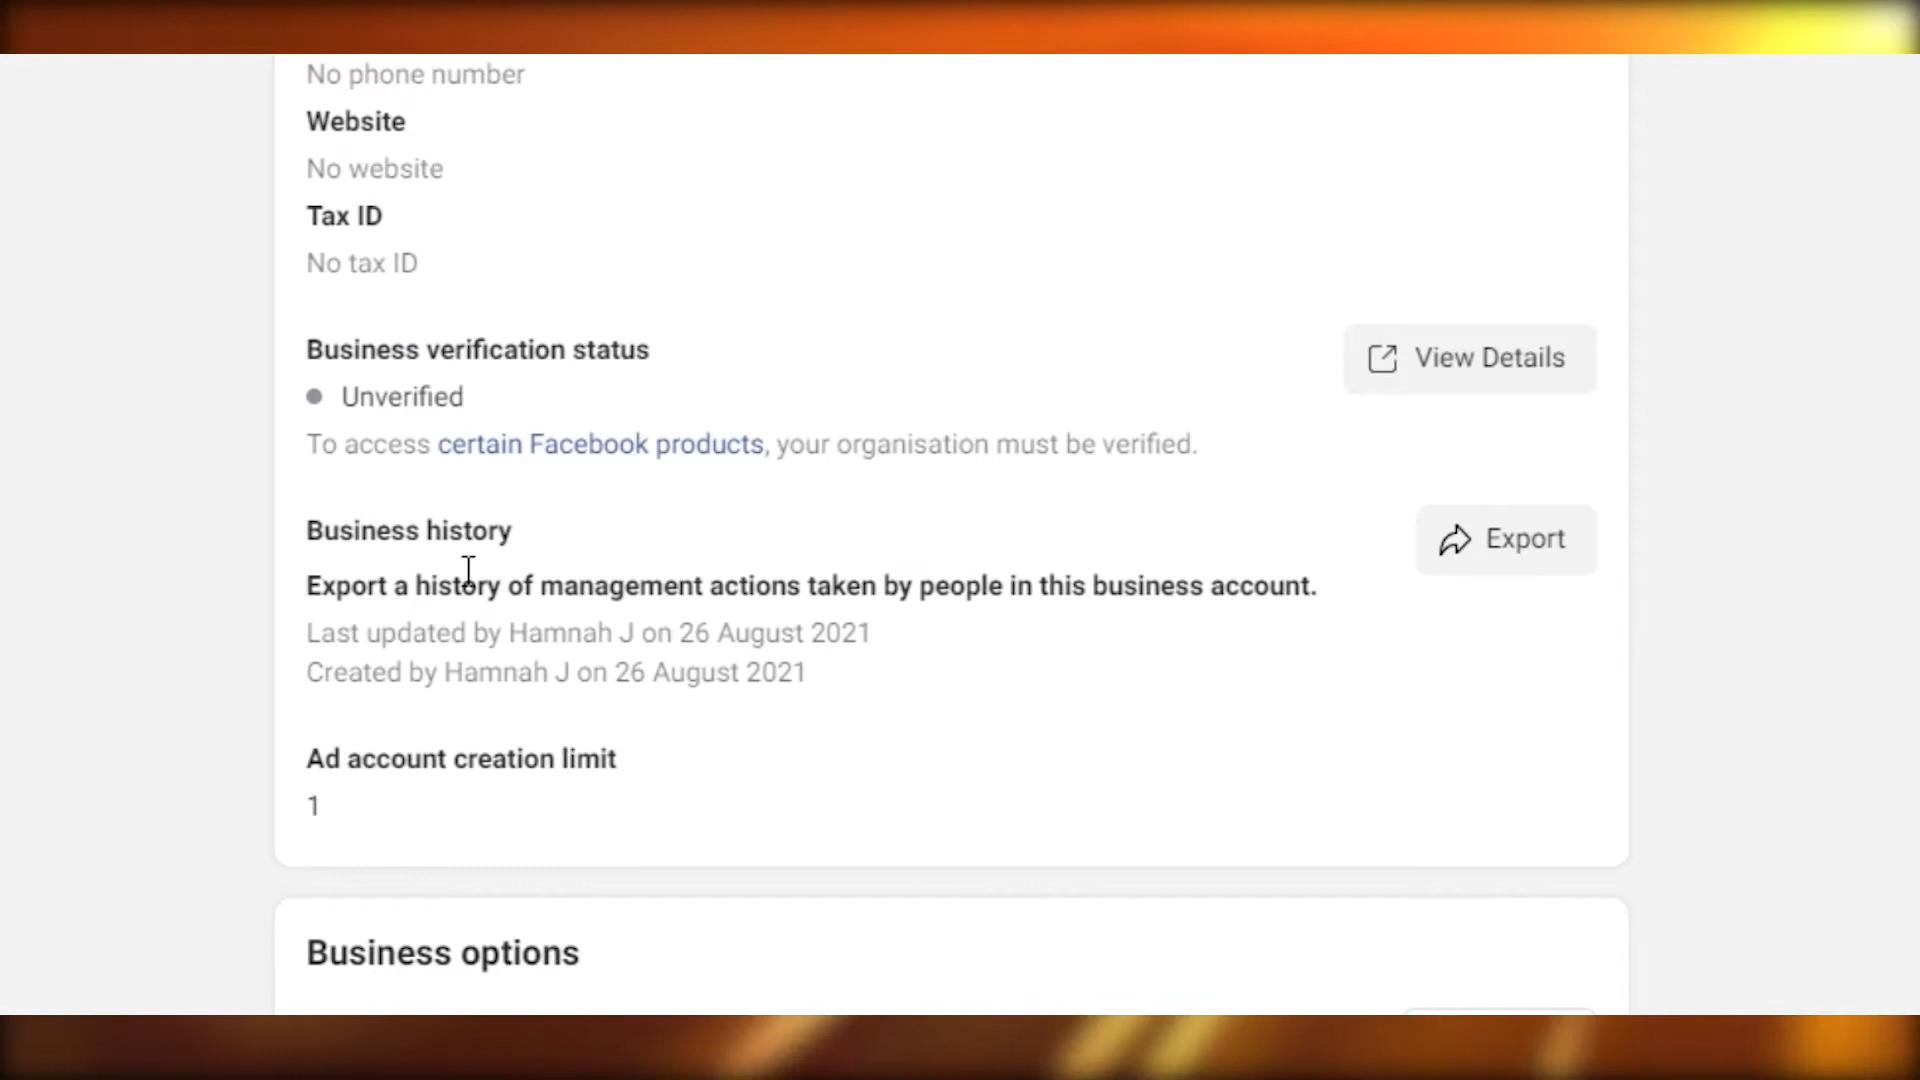 No phone number
Website
No website
Tax ID
No tax ID
Business verification status
View Details
Unverified
To access certain Facebook products, your organisation must be verified.
Business history
Export
Export a history of management actions taken by people in this business account.
Last updated by Hamnah J on 26 August 2021
Created by Hamnah J on 26 August 2021
Ad account creation limit
1
Business options